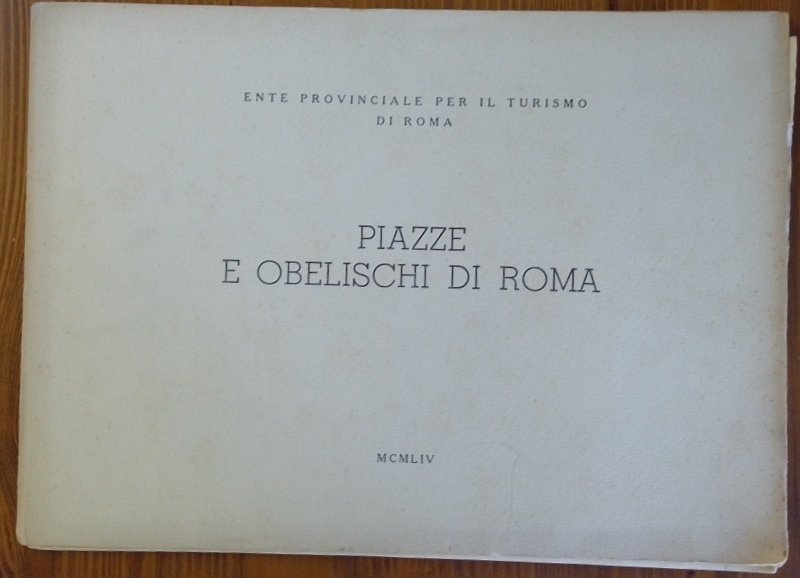 ENTE PROVINCIALE PER IL TURISMO
DI ROMA
PIAZZE
E OBELISCHI DI ROMA
MCMLIV